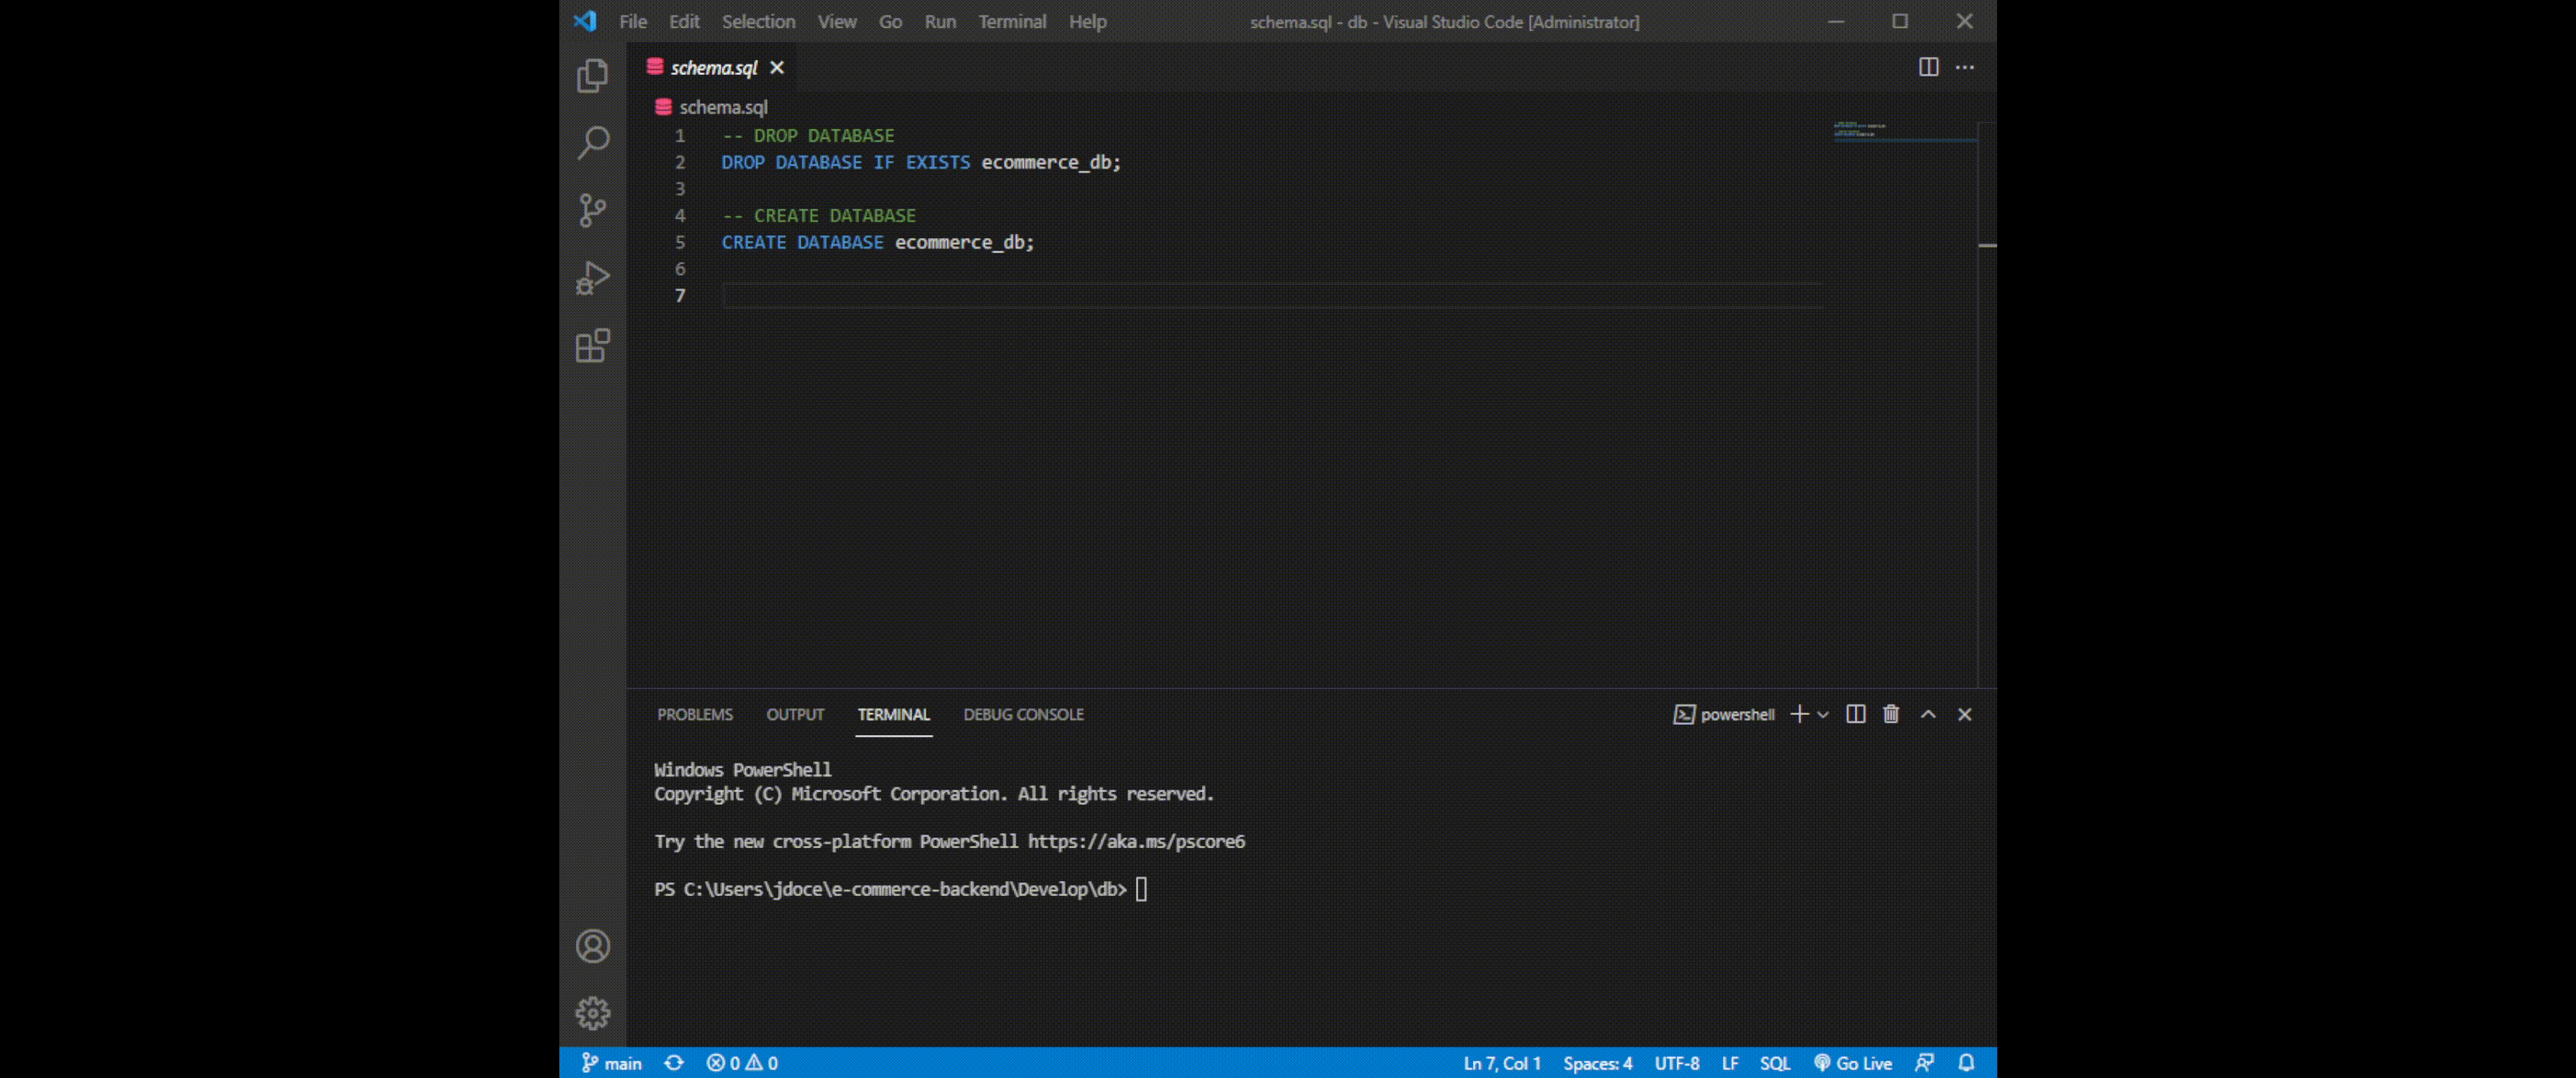 File Edit Selection View Go Run Terminal Help schema.sql - db - Visual Studio Code [Administrator]
schema.sql
schema.sql
1 -- DROP DATABASE
2 DROP DATABASE IF EXISTS ecommerce_db;
3
4 -- CREATE DATABASE
5 CREATE DATABASE ecommerce_db;
6
7
PROBLEMS OUTPUT TERMINAL DEBUG CONSOLE powershell
Windows PowerShell
Copyright (C) Microsoft Corporation. All rights reserved.
Try the new cross-platform PowerShell https://aka.ms/pscore6
PS C:\Users\jdoce\e-commerce-backend\Develop\db>
main 0 0 Ln 7, Col 1 Spaces: 4 UTF-8 LF SQL Go Live